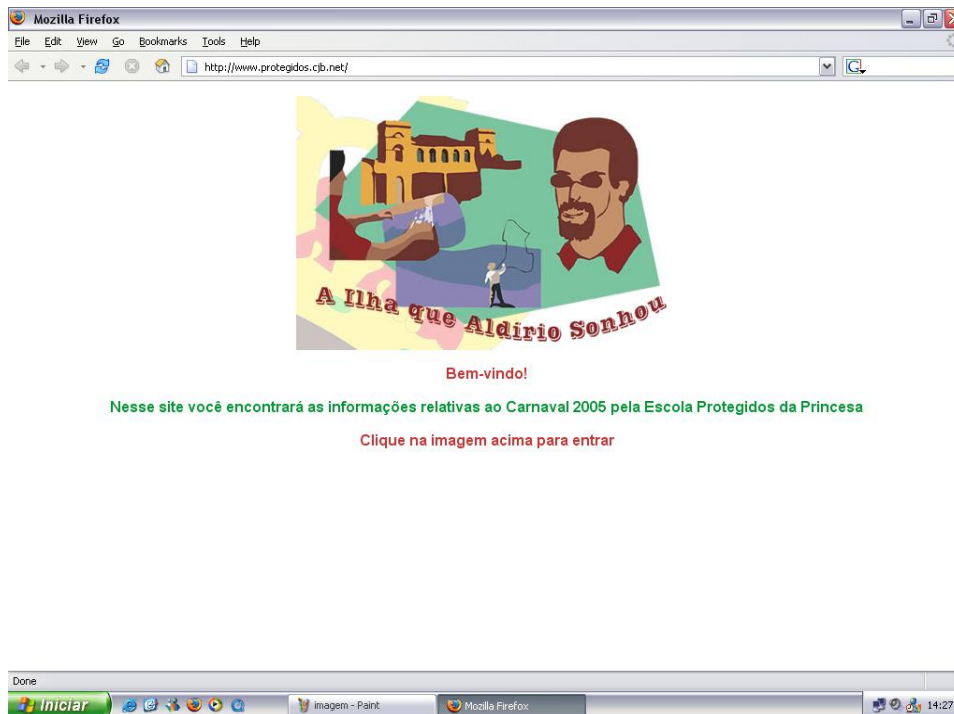 Mozilla Firefox
File Edit View Go Bookmarks Tools Help
http://www.protegidos.cjb.net/
G
A Ilha que Aldírio Sonhou
Bem-vindo!
Nesse site você encontrará as informações relativas ao Carnaval 2005 pela Escola Protegidos da Princesa
Clique na imagem acima para entrar
Done
Iniciar imagem - Paint Mozilla Firefox 14:27